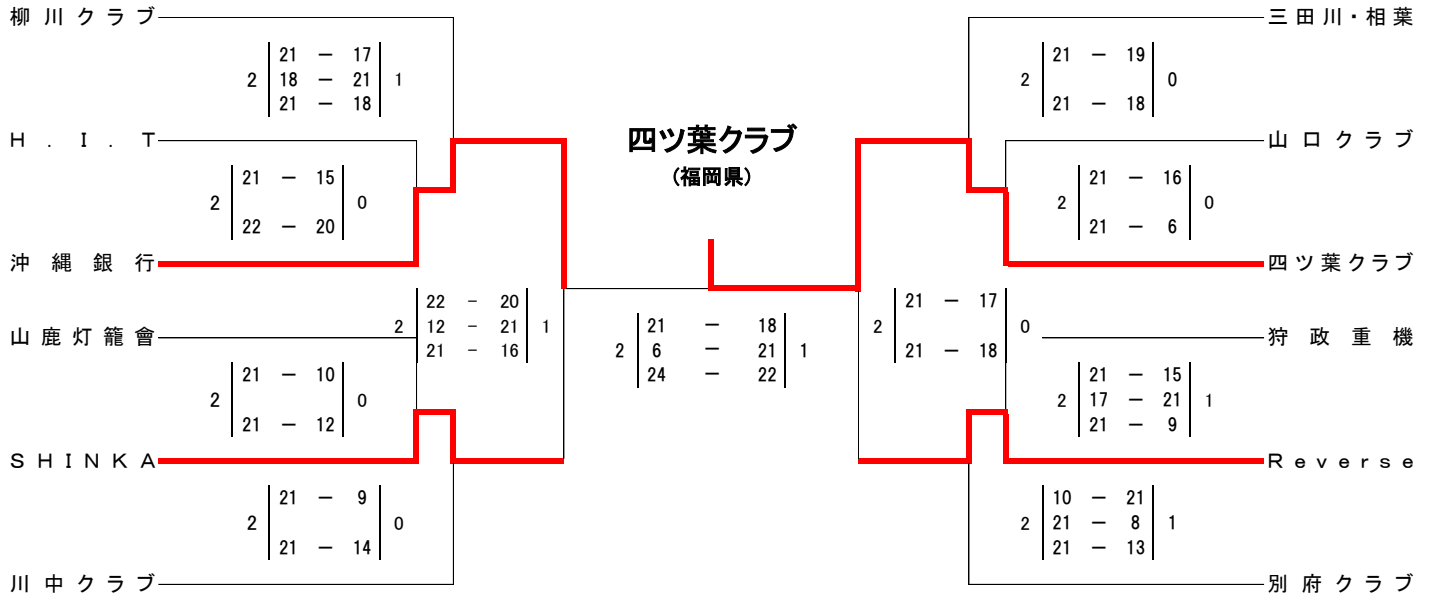 柳川クラブ
21 － 17
2 18 － 21 1
21 － 18
H．I．T
21 － 15
2 0
22 － 20
沖縄銀行
山鹿灯籠會
22 － 20
2 12 － 21 1
21 － 16
21 － 10
2 0
21 － 12
SHINKA
21 － 9
2 0
21 － 14
川中クラブ
四ツ葉クラブ
(福岡県)
21 － 18
2 6 － 21 1
24 － 22
三田川・相葉
21 － 19
2 0
21 － 18
山口クラブ
21 － 16
2 0
21 － 6
四ツ葉クラブ
21 － 17
2 0
21 － 18
狩政重機
21 － 15
2 17 － 21 1
21 － 9
Reverse
10 － 21
2 21 － 8 1
21 － 13
別府クラブ